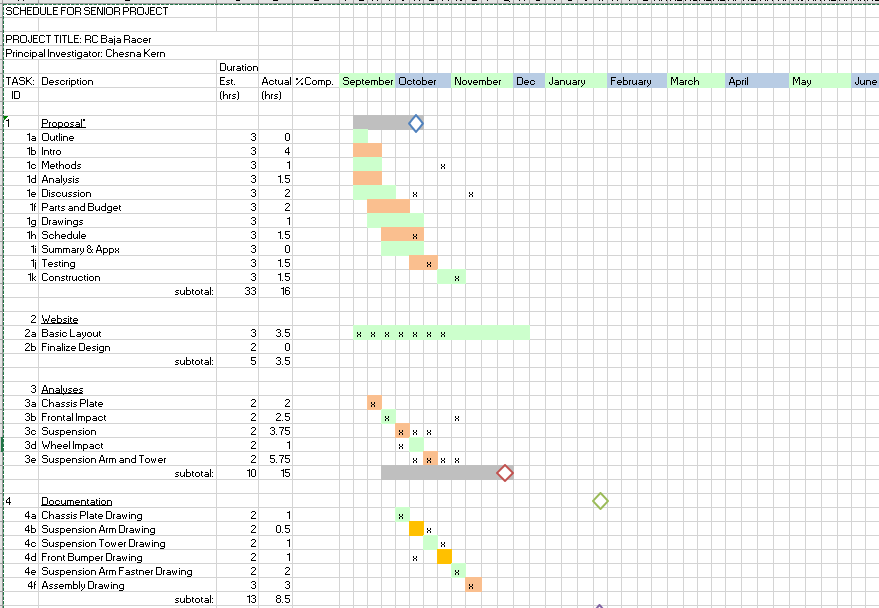 SCHEDULE FOR SENIOR PROJECT
PROJECT TITLE: RC Baja Racer
Principal Investigator: Chesna Kern
Duration
TASK: Description Est. Actual %Comp. September October November Dec January February March April May June
ID (hrs) (hrs)
1 Proposal*
1a Outline 3 0
1b Intro 3 4
1c Methods 3 1 x
1d Analysis 3 1.5
1e Discussion 3 2 x x
1f Parts and Budget 3 2
1g Drawings 3 1
1h Schedule 3 1.5 x
1i Summary & Appx 3 0
1j Testing 3 1.5 x
1k Construction 3 1.5 x
subtotal: 33 16
2 Website
2a Basic Layout 3 3.5 x x x x x x x
2b Finalize Design 2 0
subtotal: 5 3.5
3 Analyses
3a Chassis Plate 2 2 x
3b Frontal Impact 2 2.5 x x
3c Suspension 2 3.75 x x x
3d Wheel Impact 2 1 x
3e Suspension Arm and Tower 2 5.75 x x x x
subtotal: 10 15
4 Documentation
4a Chassis Plate Drawing 2 1 x
4b Suspension Arm Drawing 2 0.5 x
4c Suspension Tower Drawing 2 1 x
4d Front Bumper Drawing 2 1 x
4e Suspension Arm Fastner Drawing 2 2 x
4f Assembly Drawing 3 3 x
subtotal: 13 8.5